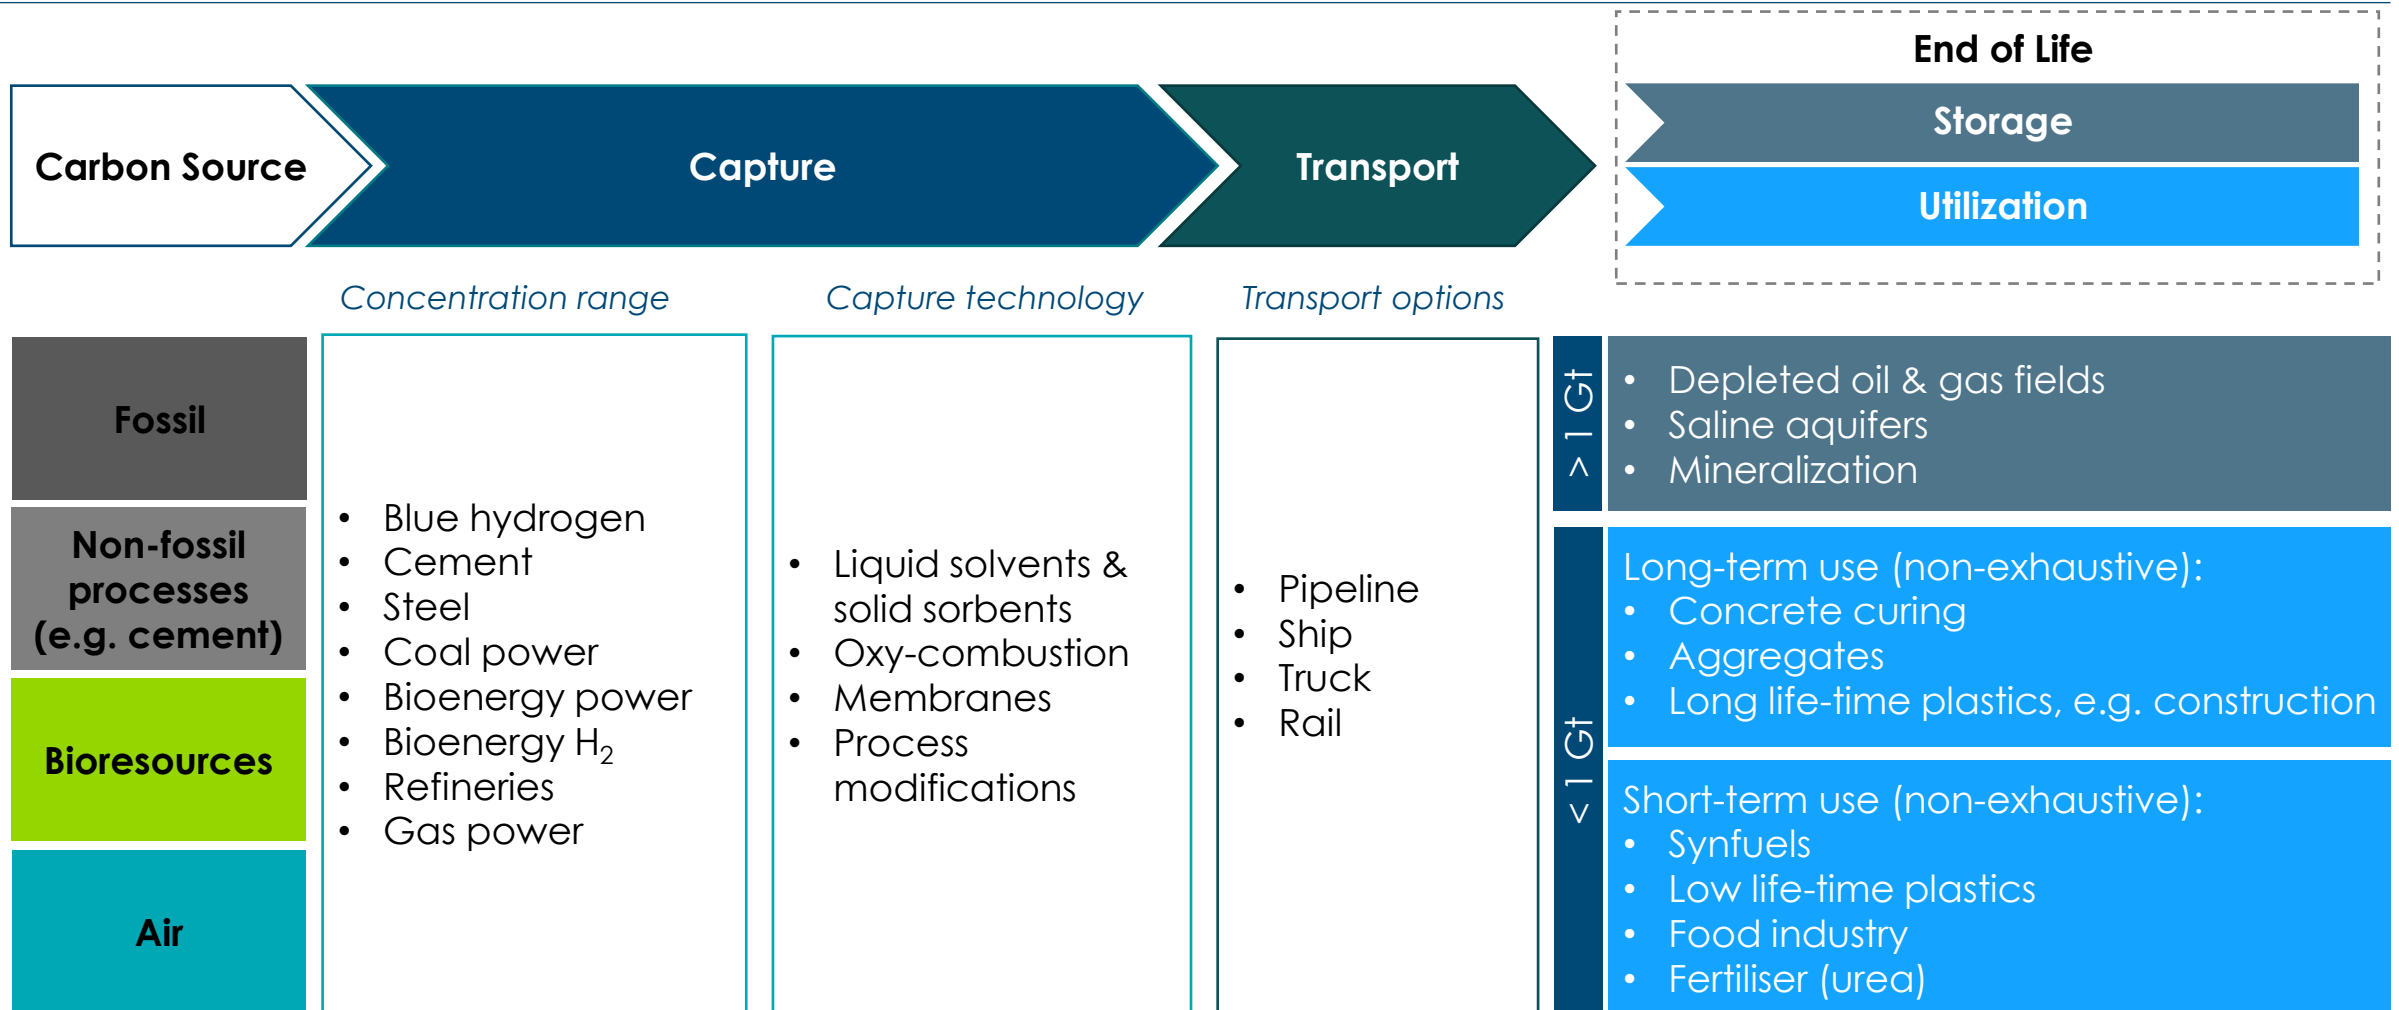 End of Life
Carbon Source
Capture
Transport
Storage
Utilization
Concentration range
Capture technology
Transport options
Fossil
Non-fossil
processes
(e.g. cement)
Bioresources
Air
• Blue hydrogen
• Cement
• Steel
• Coal power
• Bioenergy power
• Bioenergy H₂
• Refineries
• Gas power
• Liquid solvents &
solid sorbents
• Oxy-combustion
• Membranes
• Process
modifications
• Pipeline
• Ship
• Truck
• Rail
> 1 Gt
• Depleted oil & gas fields
• Saline aquifers
• Mineralization
<1 Gt
Long-term use (non-exhaustive):
• Concrete curing
• Aggregates
• Long life-time plastics, e.g. construction
Short-term use (non-exhaustive):
• Synfuels
• Low life-time plastics
• Food industry
• Fertiliser (urea)